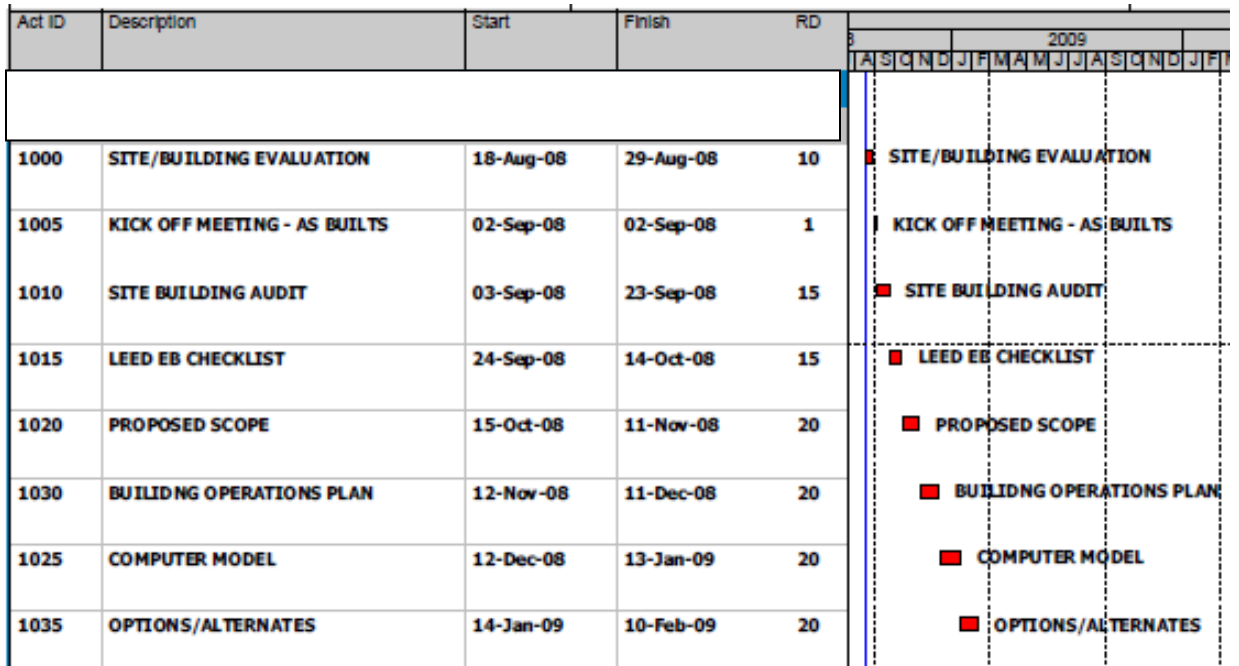 Act ID Description Start Finish RD
8 2009
A S O N D J F M A M J J A S O N D J F M
1000 SITE/BUILDING EVALUATION 18-Aug-08 29-Aug-08 10 SITE/BUILDING EVALUATION
1005 KICK OFF MEETING - AS BUILTS 02-Sep-08 02-Sep-08 1 KICK OFF MEETING - AS BUILTS
1010 SITE BUILDING AUDIT 03-Sep-08 23-Sep-08 15 SITE BUILDING AUDIT
1015 LEED EB CHECKLIST 24-Sep-08 14-Oct-08 15 LEED EB CHECKLIST
1020 PROPOSED SCOPE 15-Oct-08 11-Nov-08 20 PROPOSED SCOPE
1030 BUILIDNG OPERATIONS PLAN 12-Nov-08 11-Dec-08 20 BUILIDNG OPERATIONS PLAN
1025 COMPUTER MODEL 12-Dec-08 13-Jan-09 20 COMPUTER MODEL
1035 OPTIONS/ALTERNATES 14-Jan-09 10-Feb-09 20 OPTIONS/ALTERNATES